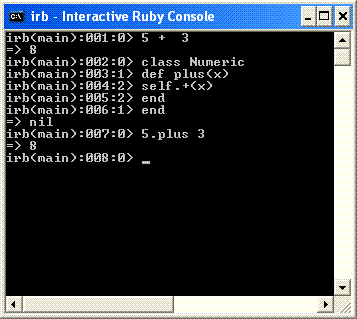 irb - Interactive Ruby Console
irb(main):001:0> 5 +  3
=> 8
irb(main):002:0> class Numeric
irb(main):003:1> def plus(x)
irb(main):004:2> self.+(x)
irb(main):005:2> end
irb(main):006:1> end
=> nil
irb(main):007:0> 5.plus 3
=> 8
irb(main):008:0> _